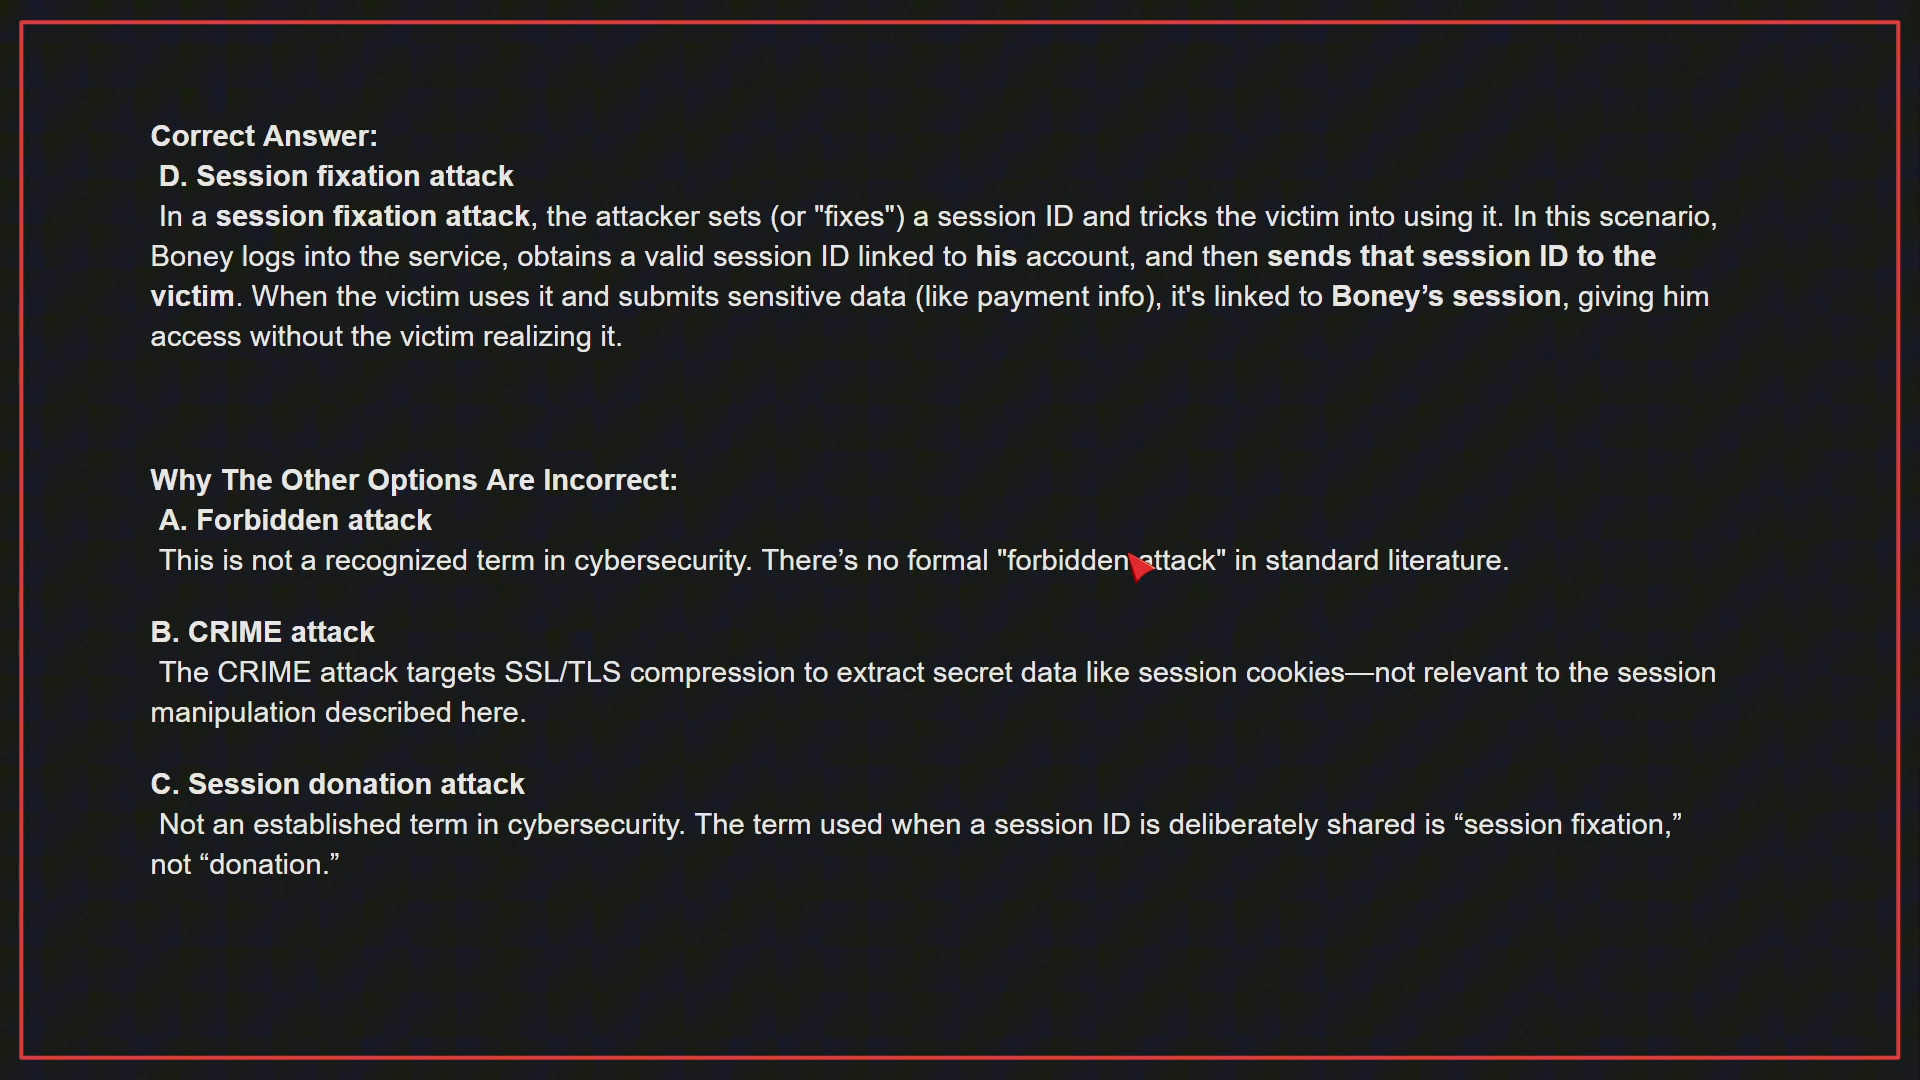 Correct Answer:
D. Session fixation attack
In a session fixation attack, the attacker sets (or "fixes") a session ID and tricks the victim into using it. In this scenario,
Boney logs into the service, obtains a valid session ID linked to his account, and then sends that session ID to the
victim. When the victim uses it and submits sensitive data (like payment info), it's linked to Boney’s session, giving him
access without the victim realizing it.
Why The Other Options Are Incorrect:
A. Forbidden attack
This is not a recognized term in cybersecurity. There’s no formal "forbidden attack" in standard literature.
B. CRIME attack
The CRIME attack targets SSL/TLS compression to extract secret data like session cookies—not relevant to the session
manipulation described here.
C. Session donation attack
Not an established term in cybersecurity. The term used when a session ID is deliberately shared is “session fixation,”
not “donation.”